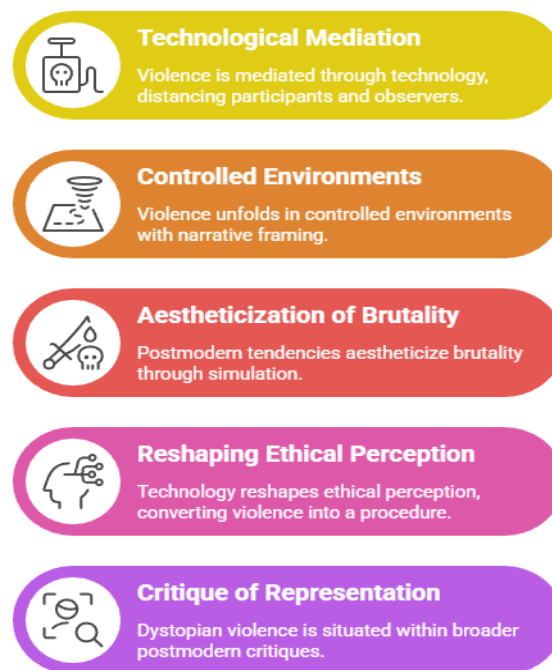 Technological Mediation
Violence is mediated through technology,
distancing participants and observers.
Controlled Environments
Violence unfolds in controlled environments
with narrative framing.
Aestheticization of Brutality
Postmodern tendencies aestheticize brutality
through simulation.
Reshaping Ethical Perception
Technology reshapes ethical perception,
converting violence into a procedure.
Critique of Representation
Dystopian violence is situated within broader
postmodern critiques.